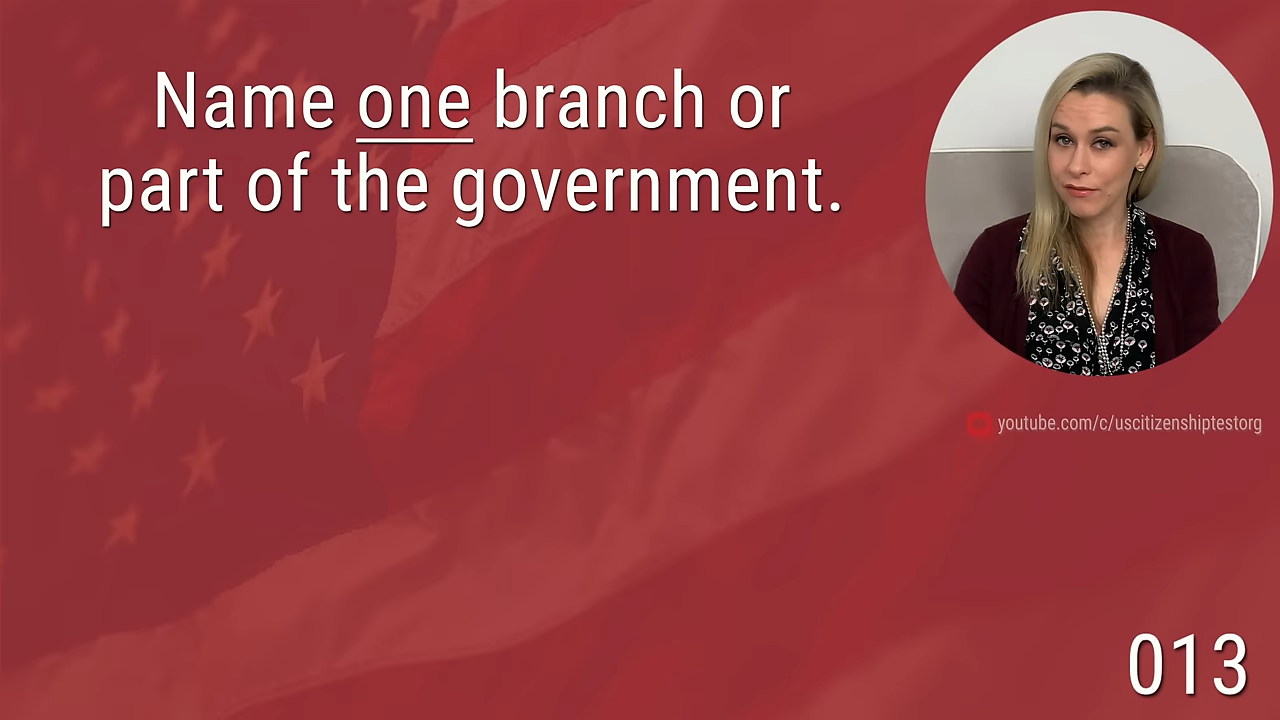 Name one branch or
part of the government.
youtube.com/c/uscitizenshiptestorg
013